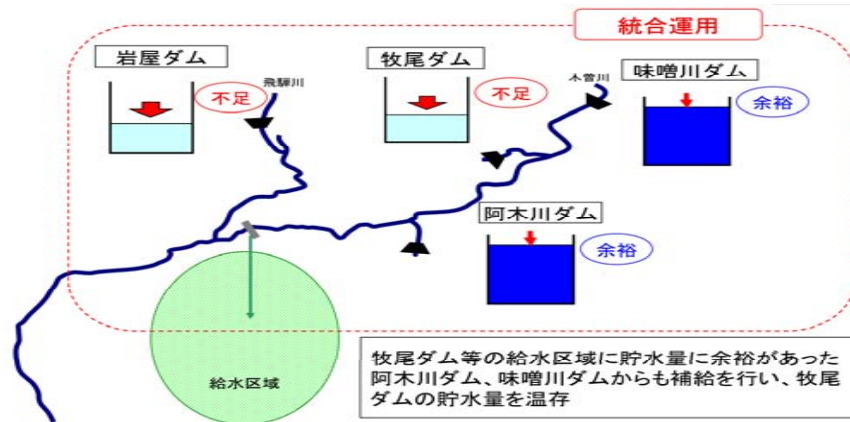 統合運用
岩屋ダム
牧尾ダム
味噌川ダム
飛騨川
木曽川
不足
不足
余裕
阿木川ダム
余裕
給水区域
牧尾ダム等の給水区域に貯水量に余裕があった
阿木川ダム、味噌川ダムからも補給を行い、牧尾
ダムの貯水量を温存